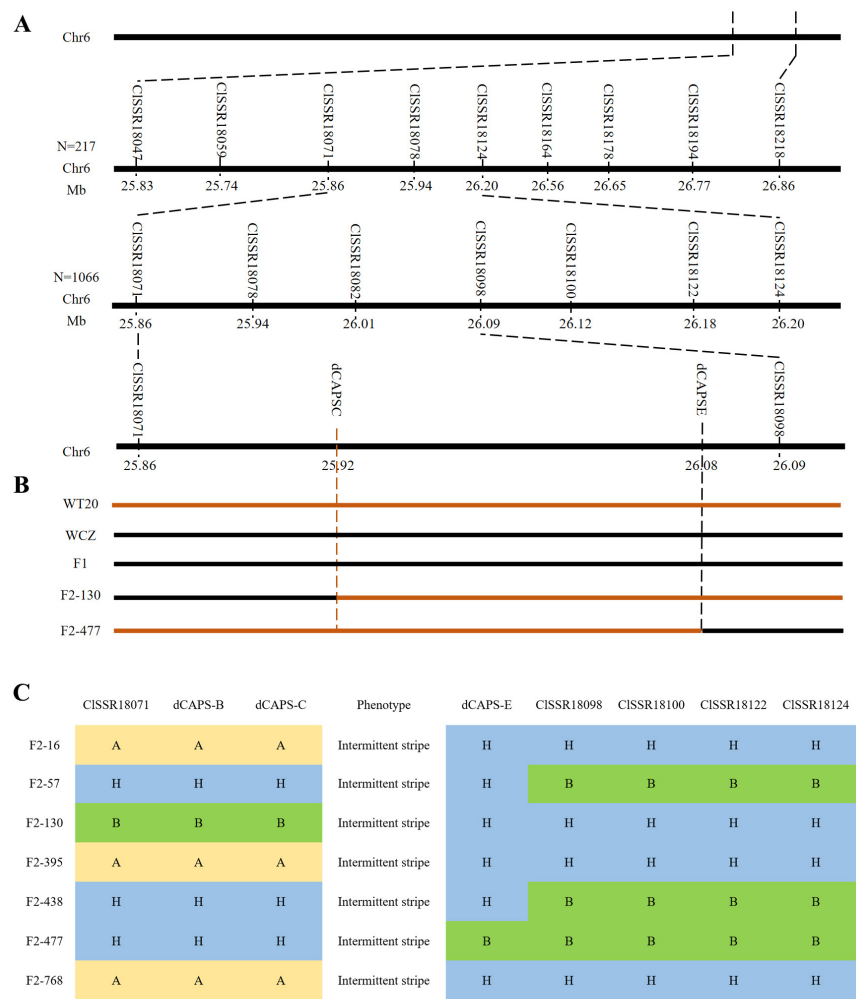 A
Chr6
ClSSR18047 ClSSR18059 ClSSR18071 ClSSR18078 ClSSR18124 ClSSR18164 ClSSR18178 ClSSR18194 ClSSR18218
N=217
Chr6
Mb 25.83 25.74 25.86 25.94 26.20 26.56 26.65 26.77 26.86
ClSSR18071 ClSSR18078 ClSSR18082 ClSSR18098 ClSSR18100 ClSSR18122 ClSSR18124
N=1066
Chr6
Mb 25.86 25.94 26.01 26.09 26.12 26.18 26.20
ClSSR18071 dCAPSC dCAPSE ClSSR18098
Chr6
25.86 25.92 26.08 26.09
B
WT20
WCZ
F1
F2-130
F2-477
C
ClSSR18071 dCAPS-B dCAPS-C Phenotype dCAPS-E ClSSR18098 ClSSR18100 ClSSR18122 ClSSR18124
F2-16 A A A Intermittent stripe H H H H H
F2-57 H H H Intermittent stripe H B B B B
F2-130 B B B Intermittent stripe H H H H H
F2-395 A A A Intermittent stripe H H H H H
F2-438 H H H Intermittent stripe H B B B B
F2-477 H H H Intermittent stripe B B B B B
F2-768 A A A Intermittent stripe H H H H H